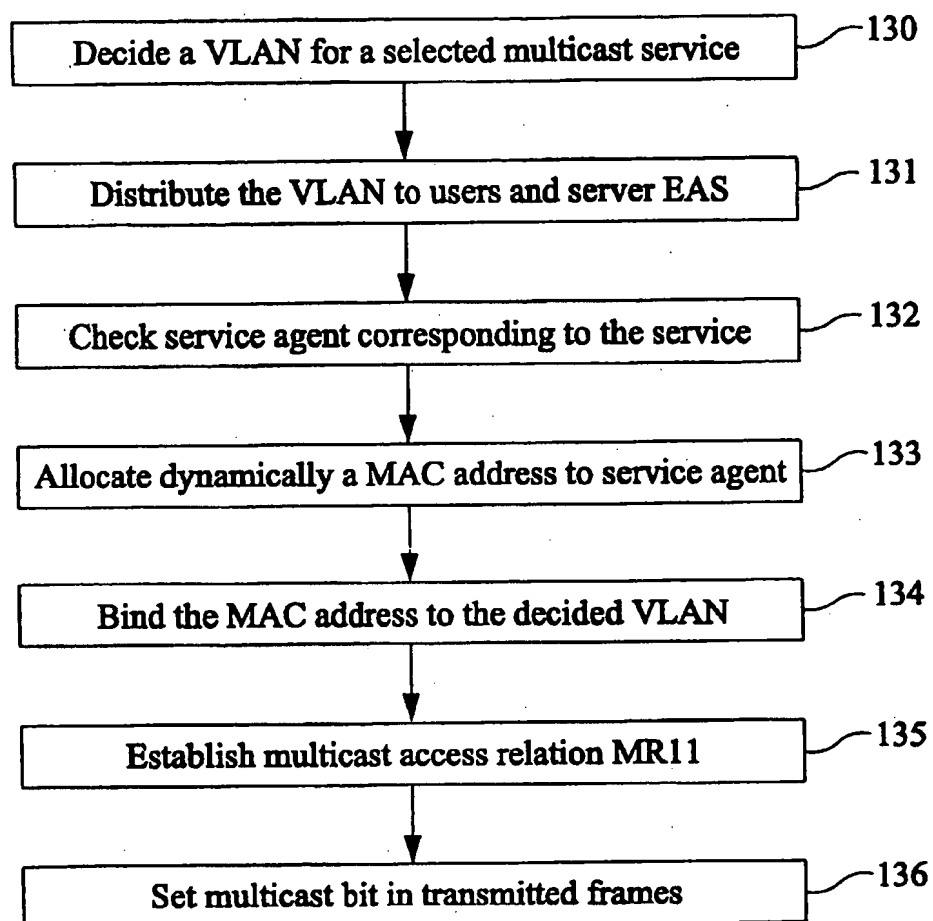 Decide a VLAN for a selected multicast service
130
Distribute the VLAN to users and server EAS
131
Check service agent corresponding to the service
132
Allocate dynamically a MAC address to service agent
133
Bind the MAC address to the decided VLAN
134
Establish multicast access relation MR11
135
Set multicast bit in transmitted frames
136